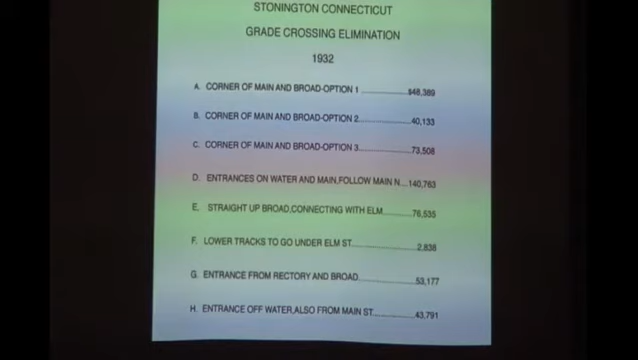 STONINGTON CONNECTICUT
GRADE CROSSING ELIMINATION
1932
A. CORNER OF MAIN AND BROAD-OPTION 1 ..................$48,389
B. CORNER OF MAIN AND BROAD-OPTION 2.....................40,133
C. CORNER OF MAIN AND BROAD-OPTION 3.....................73,508
D. ENTRANCES ON WATER AND MAIN,FOLLOW MAIN N...140,763
E. STRAIGHT UP BROAD,CONNECTING WITH ELM............76,535
F. LOWER TRACKS TO GO UNDER ELM ST.........................2,838
G. ENTRANCE FROM RECTORY AND BROAD.......................53,177
H. ENTRANCE OFF WATER,ALSO FROM MAIN ST.................43,791